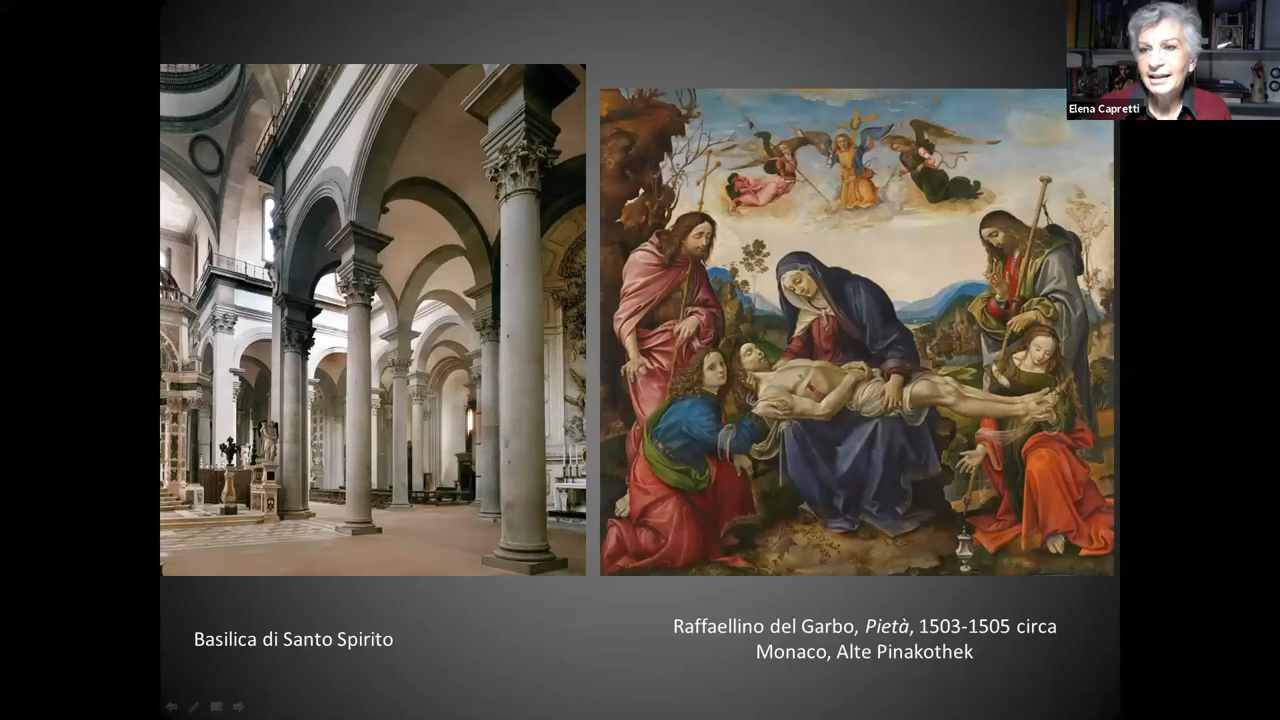 Elena Capretti
Basilica di Santo Spirito
Raffaellino del Garbo, Pietà, 1503-1505 circa
Monaco, Alte Pinakothek